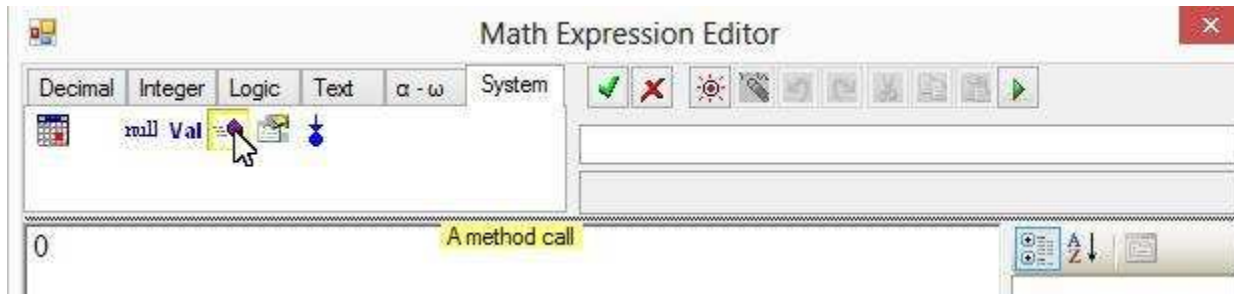 Math Expression Editor
Decimal Integer Logic Text α - ω System
null Val
A method call
0
A
Z